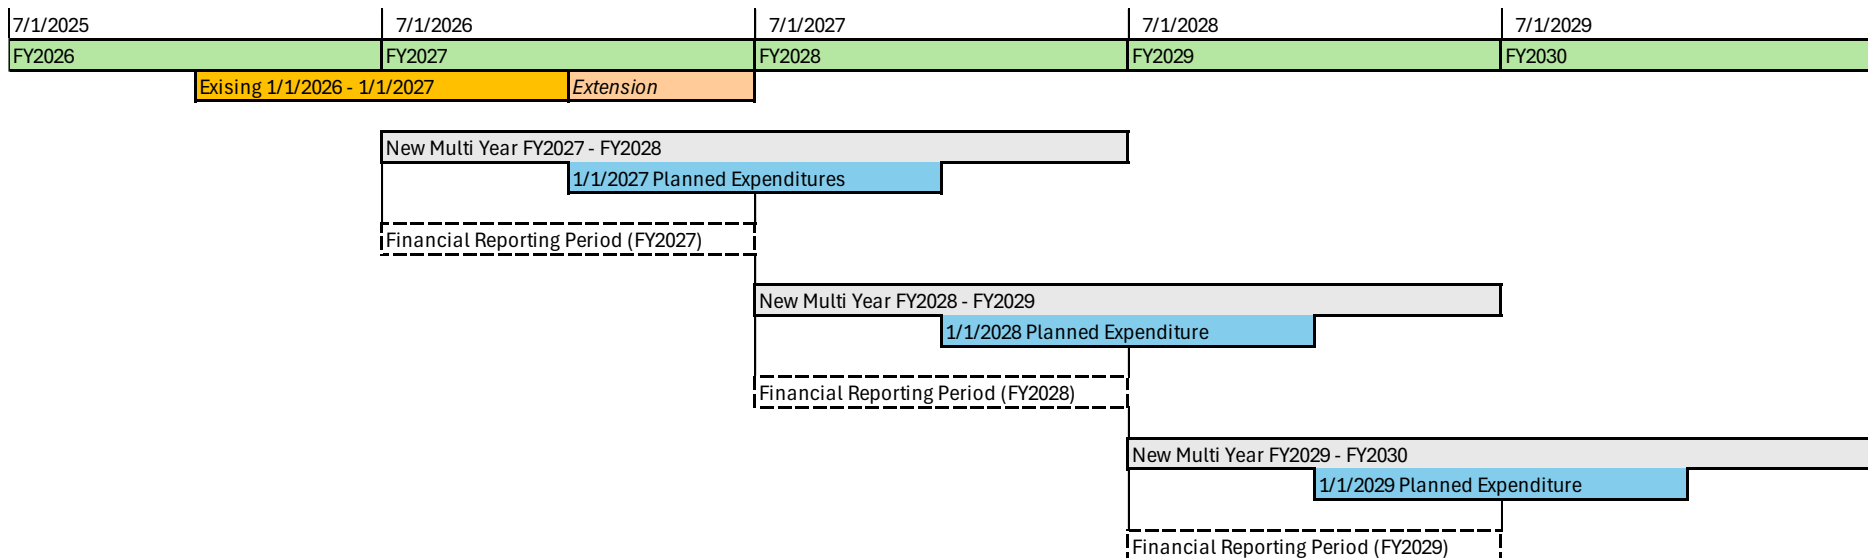 7/1/2025 7/1/2026 7/1/2027 7/1/2028 7/1/2029
FY2026 FY2027 FY2028 FY2029 FY2030
Exising 1/1/2026 - 1/1/2027 Extension
New Multi Year FY2027 - FY2028
1/1/2027 Planned Expenditures
Financial Reporting Period (FY2027)
New Multi Year FY2028 - FY2029
1/1/2028 Planned Expenditure
Financial Reporting Period (FY2028)
New Multi Year FY2029 - FY2030
1/1/2029 Planned Expenditure
Financial Reporting Period (FY2029)